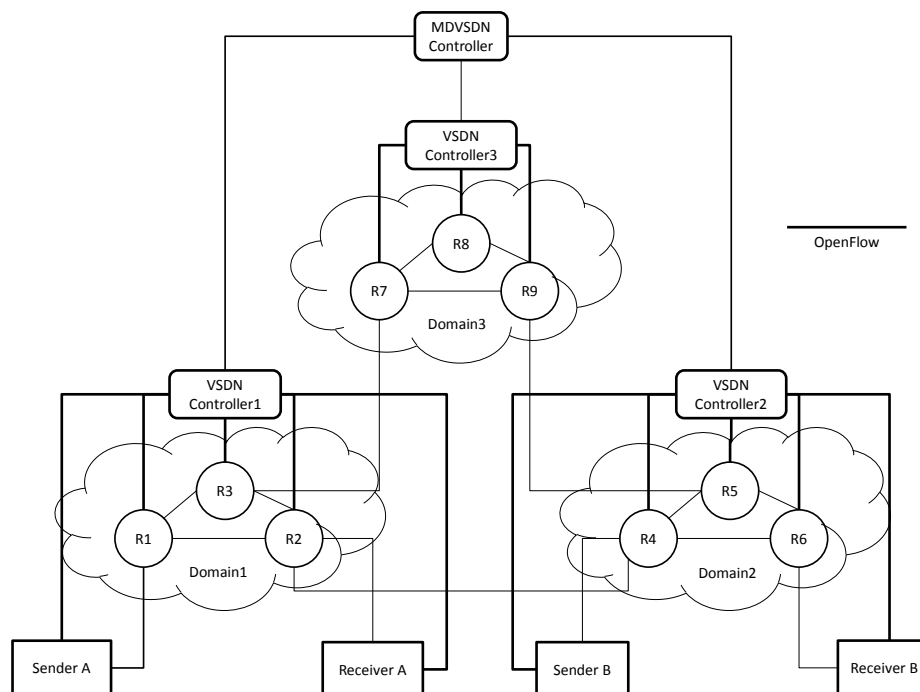 MDVSDN
Controller
VSDN
Controller3
R8
OpenFlow
R7
R9
Domain3
VSDN
Controller1
VSDN
Controller2
R3
R5
R1
R2
R4
R6
Domain1
Domain2
Sender A
Receiver A
Sender B
Receiver B